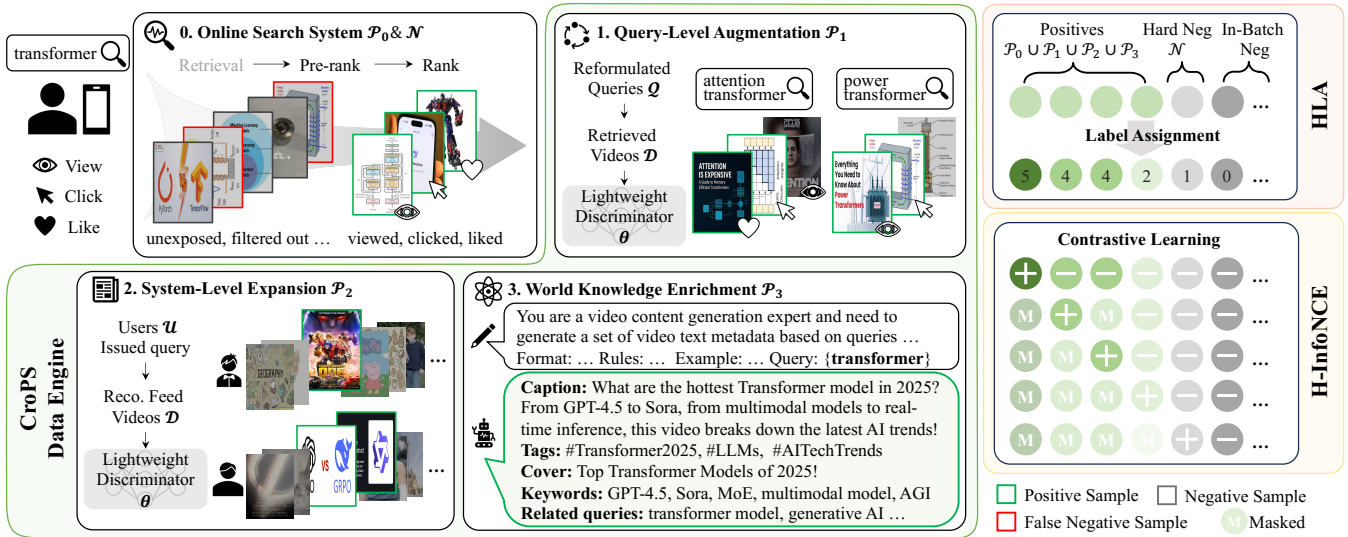 transformer
View
Click
Like
0. Online Search System 𝒫₀& 𝒩
Retrieval
Pre-rank
Rank
PyTorch
TensorFlow
unexposed, filtered out …
viewed, clicked, liked
1. Query-Level Augmentation 𝒫₁
Reformulated
Queries 𝒬
Retrieved
Videos 𝒟
Lightweight
Discriminator
θ
attention
transformer
power
transformer
ATTENTION
IS EXPENSIVE
Everything
You Need to
Know About
Power
Transformers
2. System-Level Expansion 𝒫₂
Users 𝒰
Issued query
Reco. Feed
Videos 𝒟
Lightweight
Discriminator
θ
GEOGRAPHY
VS
GRPO
...
...
3. World Knowledge Enrichment 𝒫₃
You are a video content generation expert and need to
generate a set of video text metadata based on queries …
Format: … Rules: … Example: … Query: {transformer}
Caption: What are the hottest Transformer model in 2025?
From GPT-4.5 to Sora, from multimodal models to real-
time inference, this video breaks down the latest AI trends!
Tags: #Transformer2025, #LLMs, #AITechTrends
Cover: Top Transformer Models of 2025!
Keywords: GPT-4.5, Sora, MoE, multimodal model, AGI
Related queries: transformer model, generative AI …
CroPS
Data Engine
Positives
𝒫₀ ∪ 𝒫₁ ∪ 𝒫₂ ∪ 𝒫₃
Hard Neg
𝒩
In-Batch
Neg
...
Label Assignment
5 4 4 2 1 0 ...
HLA
Contrastive Learning
+ − − − − − ...
M + M − − − ...
M M + − − − ...
M M M + − − ...
M M M M + − ...
H-InfoNCE
Positive Sample
Negative Sample
False Negative Sample
M Masked